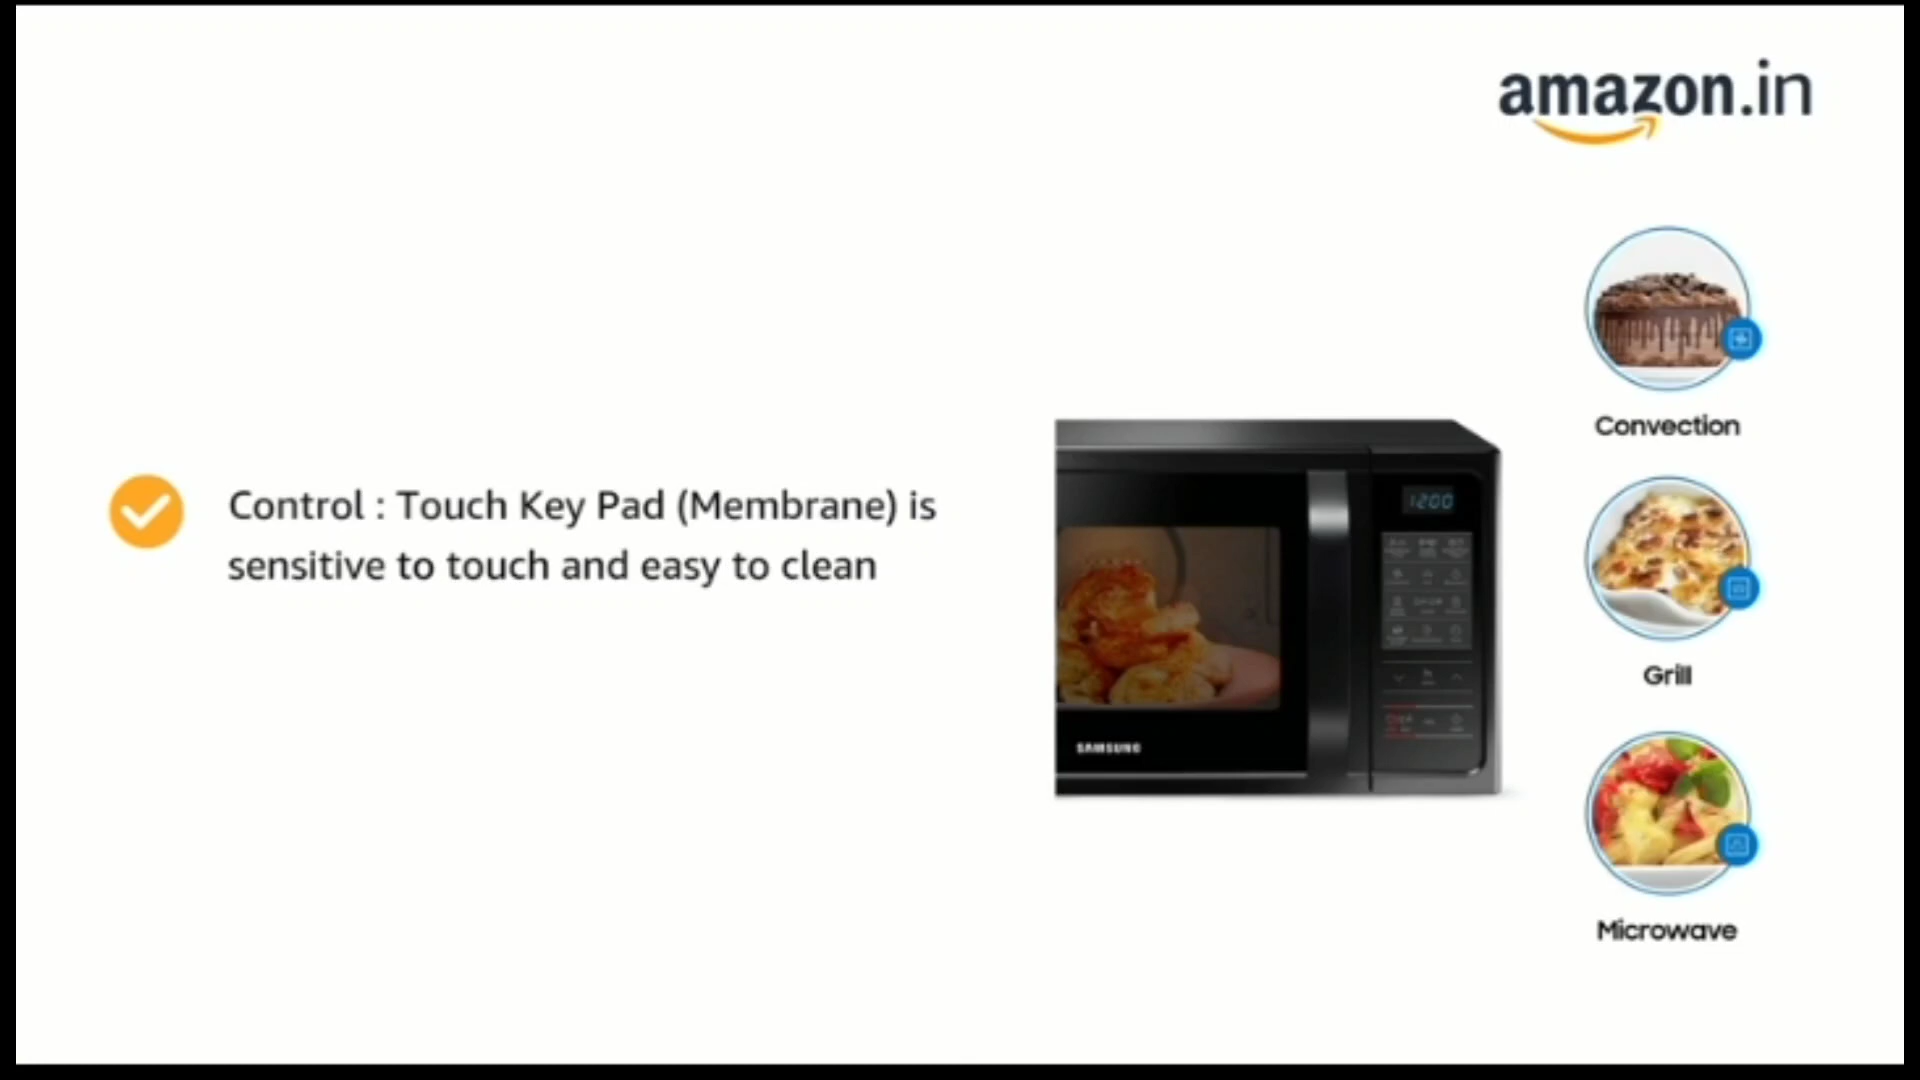 amazon.in
Control : Touch Key Pad (Membrane) is
sensitive to touch and easy to clean
12:00
SAMSUNG
Convection
Grill
Microwave